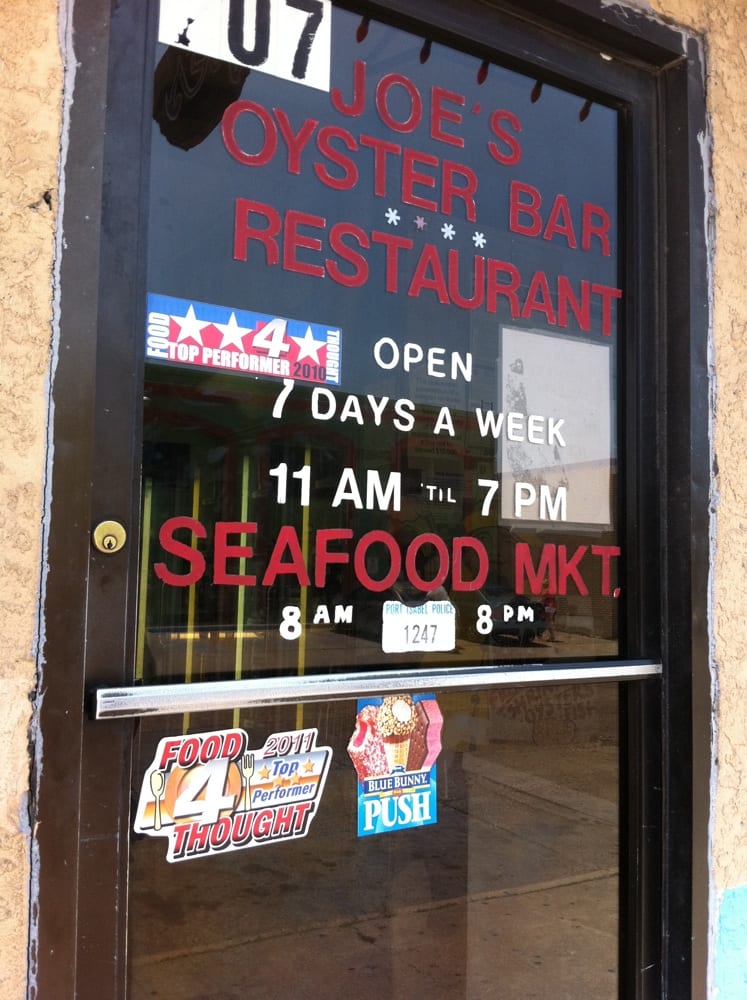 07
JOE'S
OYSTER BAR
****
RESTAURANT
FOOD 4 THOUGHT
TOP PERFORMER 2010
OPEN
7 DAYS A WEEK
11 AM 'TIL 7 PM
SEAFOOD MKT.
8 AM 8 PM
PORT ISABEL POLICE
1247
FOOD 2011
4 Top
Performer
THOUGHT
BLUE BUNNY
PUSH